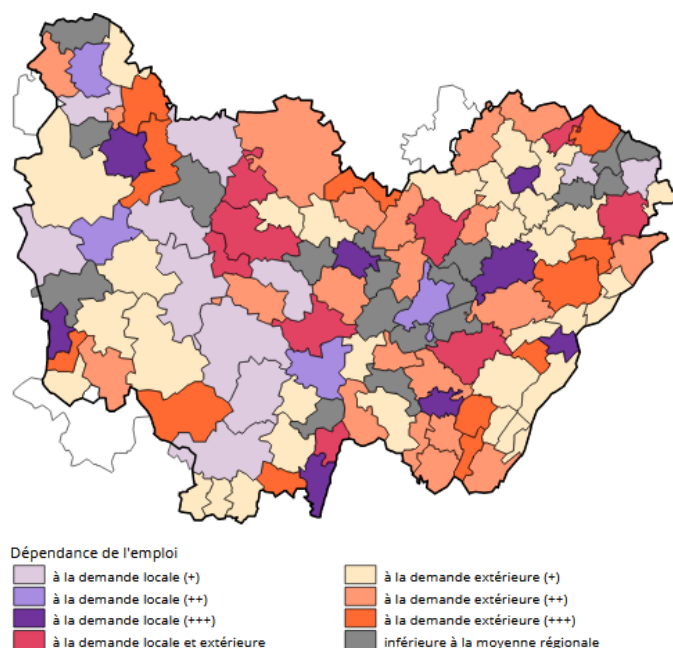 Dépendance de l'emploi
à la demande locale (+)
à la demande locale (++)
à la demande locale (+++)
à la demande locale et extérieure
à la demande extérieure (+)
à la demande extérieure (++)
à la demande extérieure (+++)
inférieure à la moyenne régionale